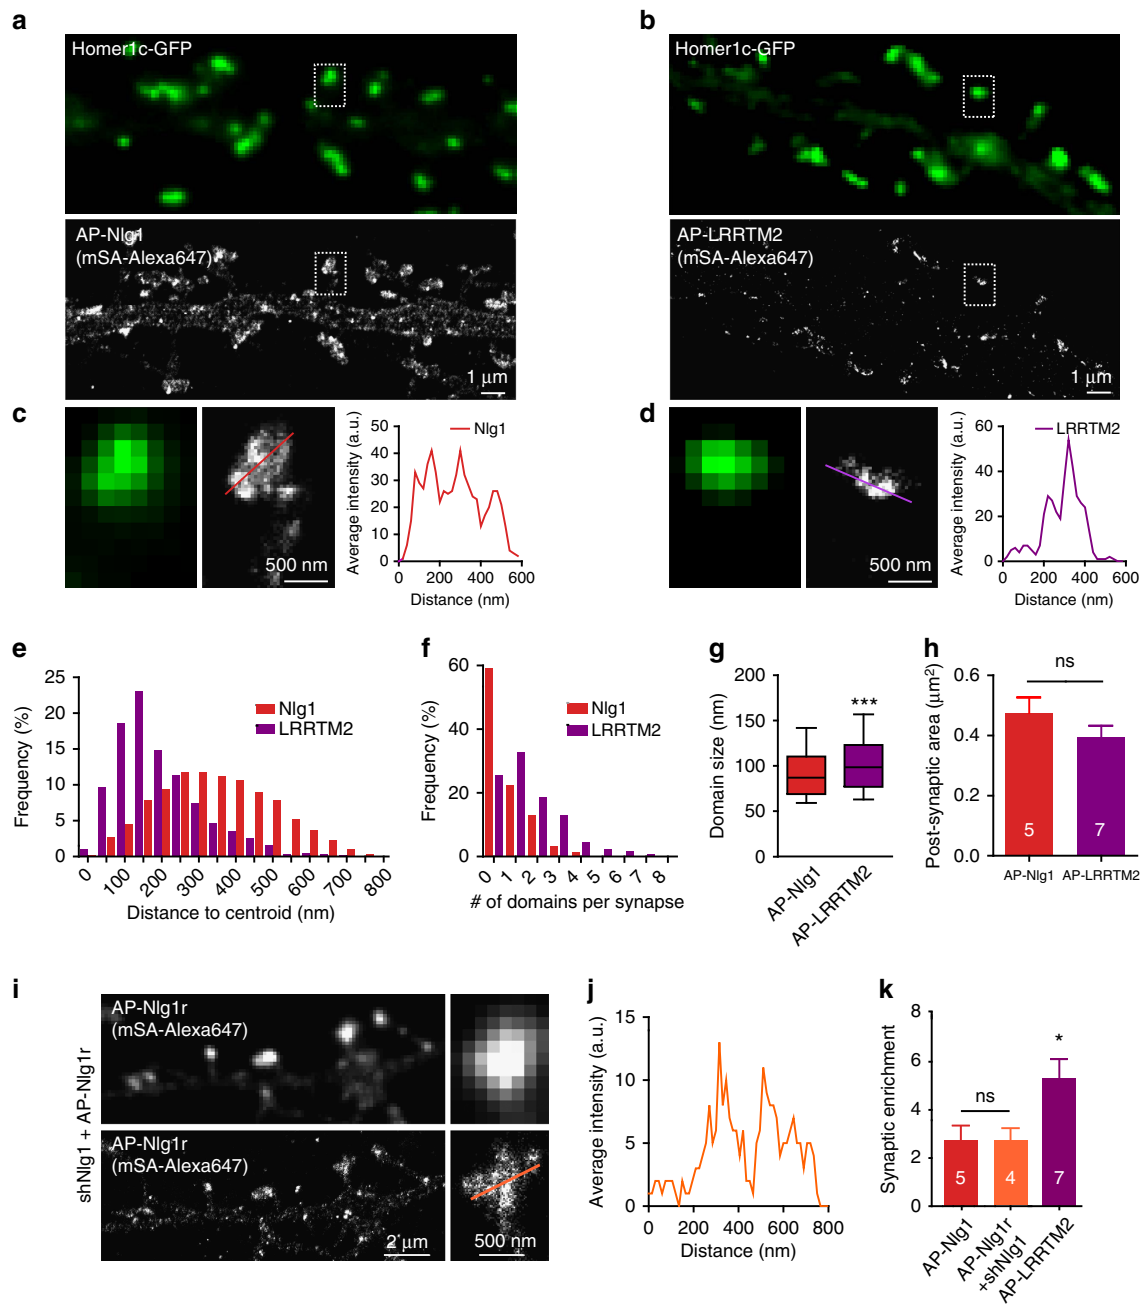 a
Homer1c-GFP
AP-Nlg1
(mSA-Alexa647)
1 μm
b
Homer1c-GFP
AP-LRRTM2
(mSA-Alexa647)
1 μm
c
500 nm
Average intensity (a.u.)
50
40
30
20
10
0
Nlg1
0 200 400 600
Distance (nm)
d
500 nm
Average intensity (a.u.)
60
40
20
0
LRRTM2
0 200 400 600
Distance (nm)
e
Frequency (%)
25
20
15
10
5
0
Nlg1
LRRTM2
0 100 200 300 400 500 600 700 800
Distance to centroid (nm)
f
Frequency (%)
60
40
20
0
Nlg1
LRRTM2
0 1 2 3 4 5 6 7 8
# of domains per synapse
g
Domain size (nm)
200
150
100
50
0
***
AP-Nlg1
AP-LRRTM2
h
Post-synaptic area (μm²)
0.6
0.4
0.2
0.0
ns
5
7
AP-Nlg1 AP-LRRTM2
i
shNlg1 + AP-Nlg1r
AP-Nlg1r
(mSA-Alexa647)
AP-Nlg1r
(mSA-Alexa647)
2 μm
500 nm
j
Average intensity (a.u.)
15
10
5
0
0 200 400 600 800
Distance (nm)
k
Synaptic enrichment
8
6
4
2
0
ns
*
5
4
7
AP-Nlg1
AP-Nlg1r
+shNlg1
AP-LRRTM2